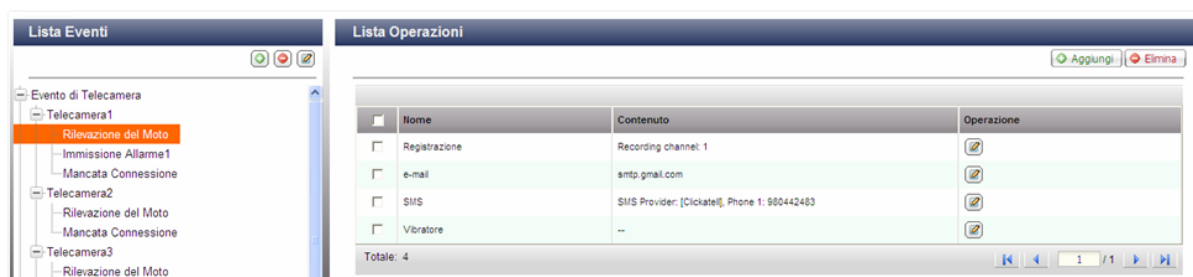 Lista Eventi
Evento di Telecamera
Telecamera1
Rilevazione del Moto
Immissione Allarme1
Mancata Connessione
Telecamera2
Rilevazione del Moto
Mancata Connessione
Telecamera3
Rilevazione del Moto
Lista Operazioni
Aggiungi Elimina
Nome Contenuto Operazione
Registrazione Recording channel: 1
e-mail smtp.gmail.com
SMS SMS Provider: [Clickatell], Phone 1: 980442483
Vibratore --
Totale: 4 1 /1